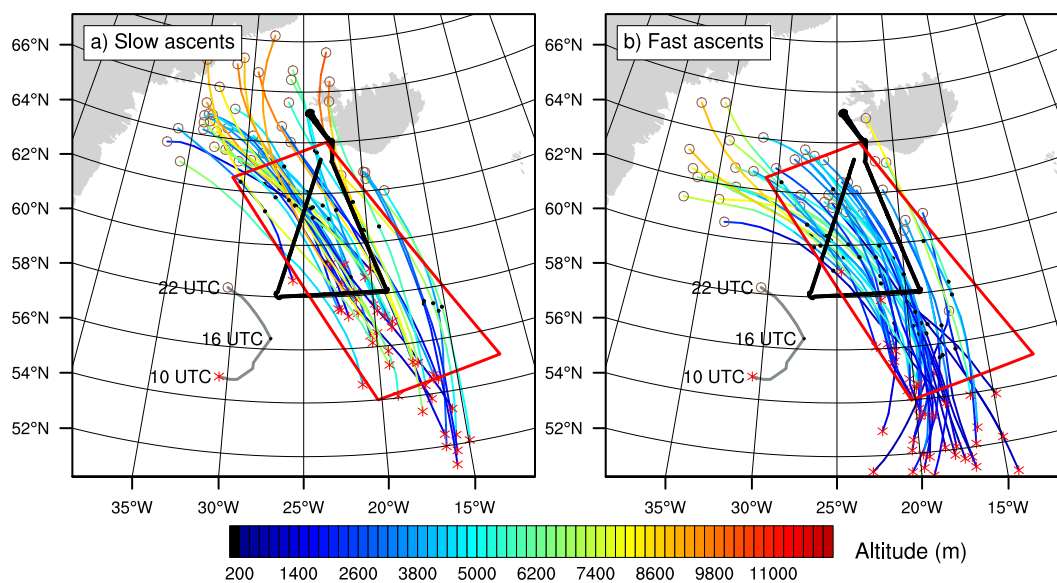 a) Slow ascents
b) Fast ascents
66°N
64°N
62°N
60°N
58°N
56°N
54°N
52°N
22 UTC
16 UTC
10 UTC
35°W
30°W
25°W
20°W
15°W
66°N
64°N
62°N
60°N
58°N
56°N
54°N
52°N
22 UTC
16 UTC
10 UTC
35°W
30°W
25°W
20°W
15°W
200 1400 2600 3800 5000 6200 7400 8600 9800 11000
Altitude (m)